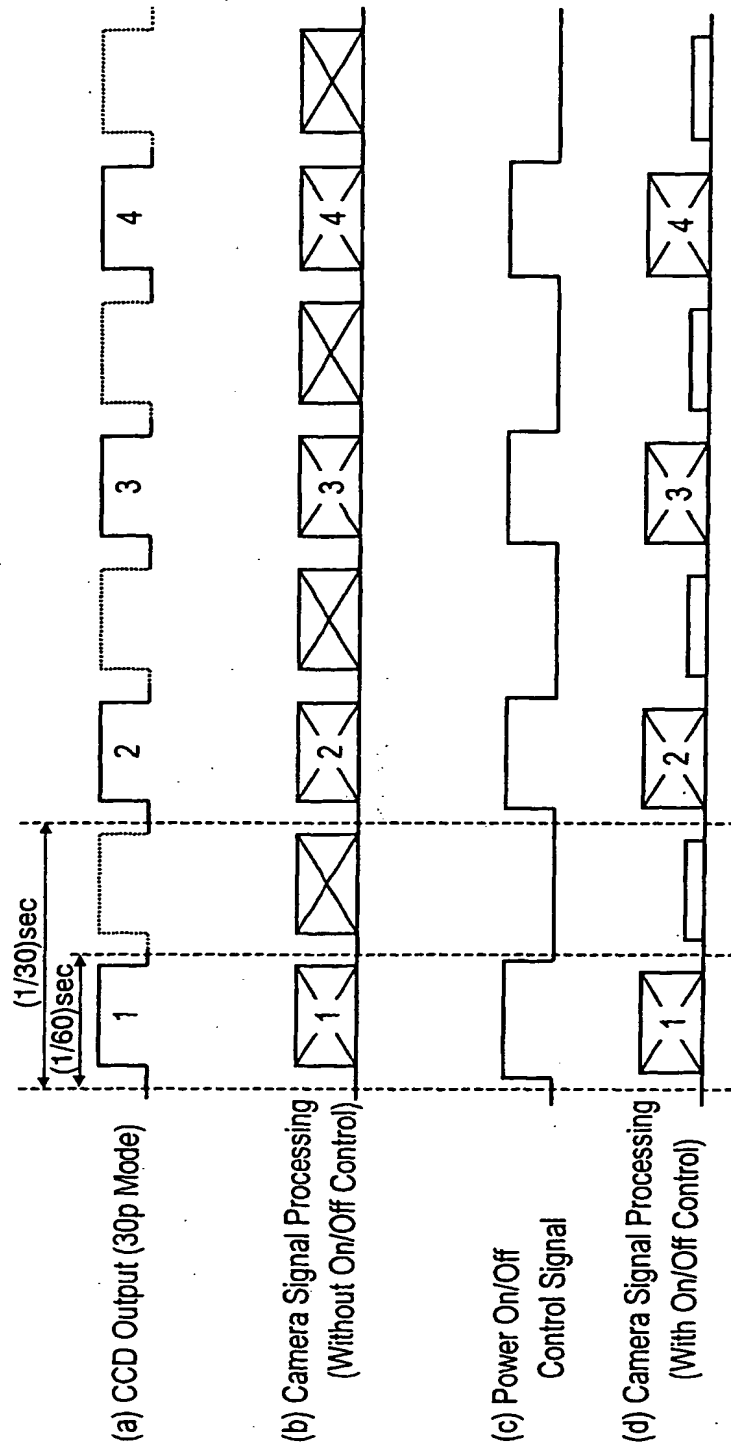 (a) CCD Output (30p Mode)
(1/30)sec
(1/60)sec
1
2
3
4
(b) Camera Signal Processing
(Without On/Off Control)
1
2
3
4
(c) Power On/Off
Control Signal
(d) Camera Signal Processing
(With On/Off Control)
1
2
3
4